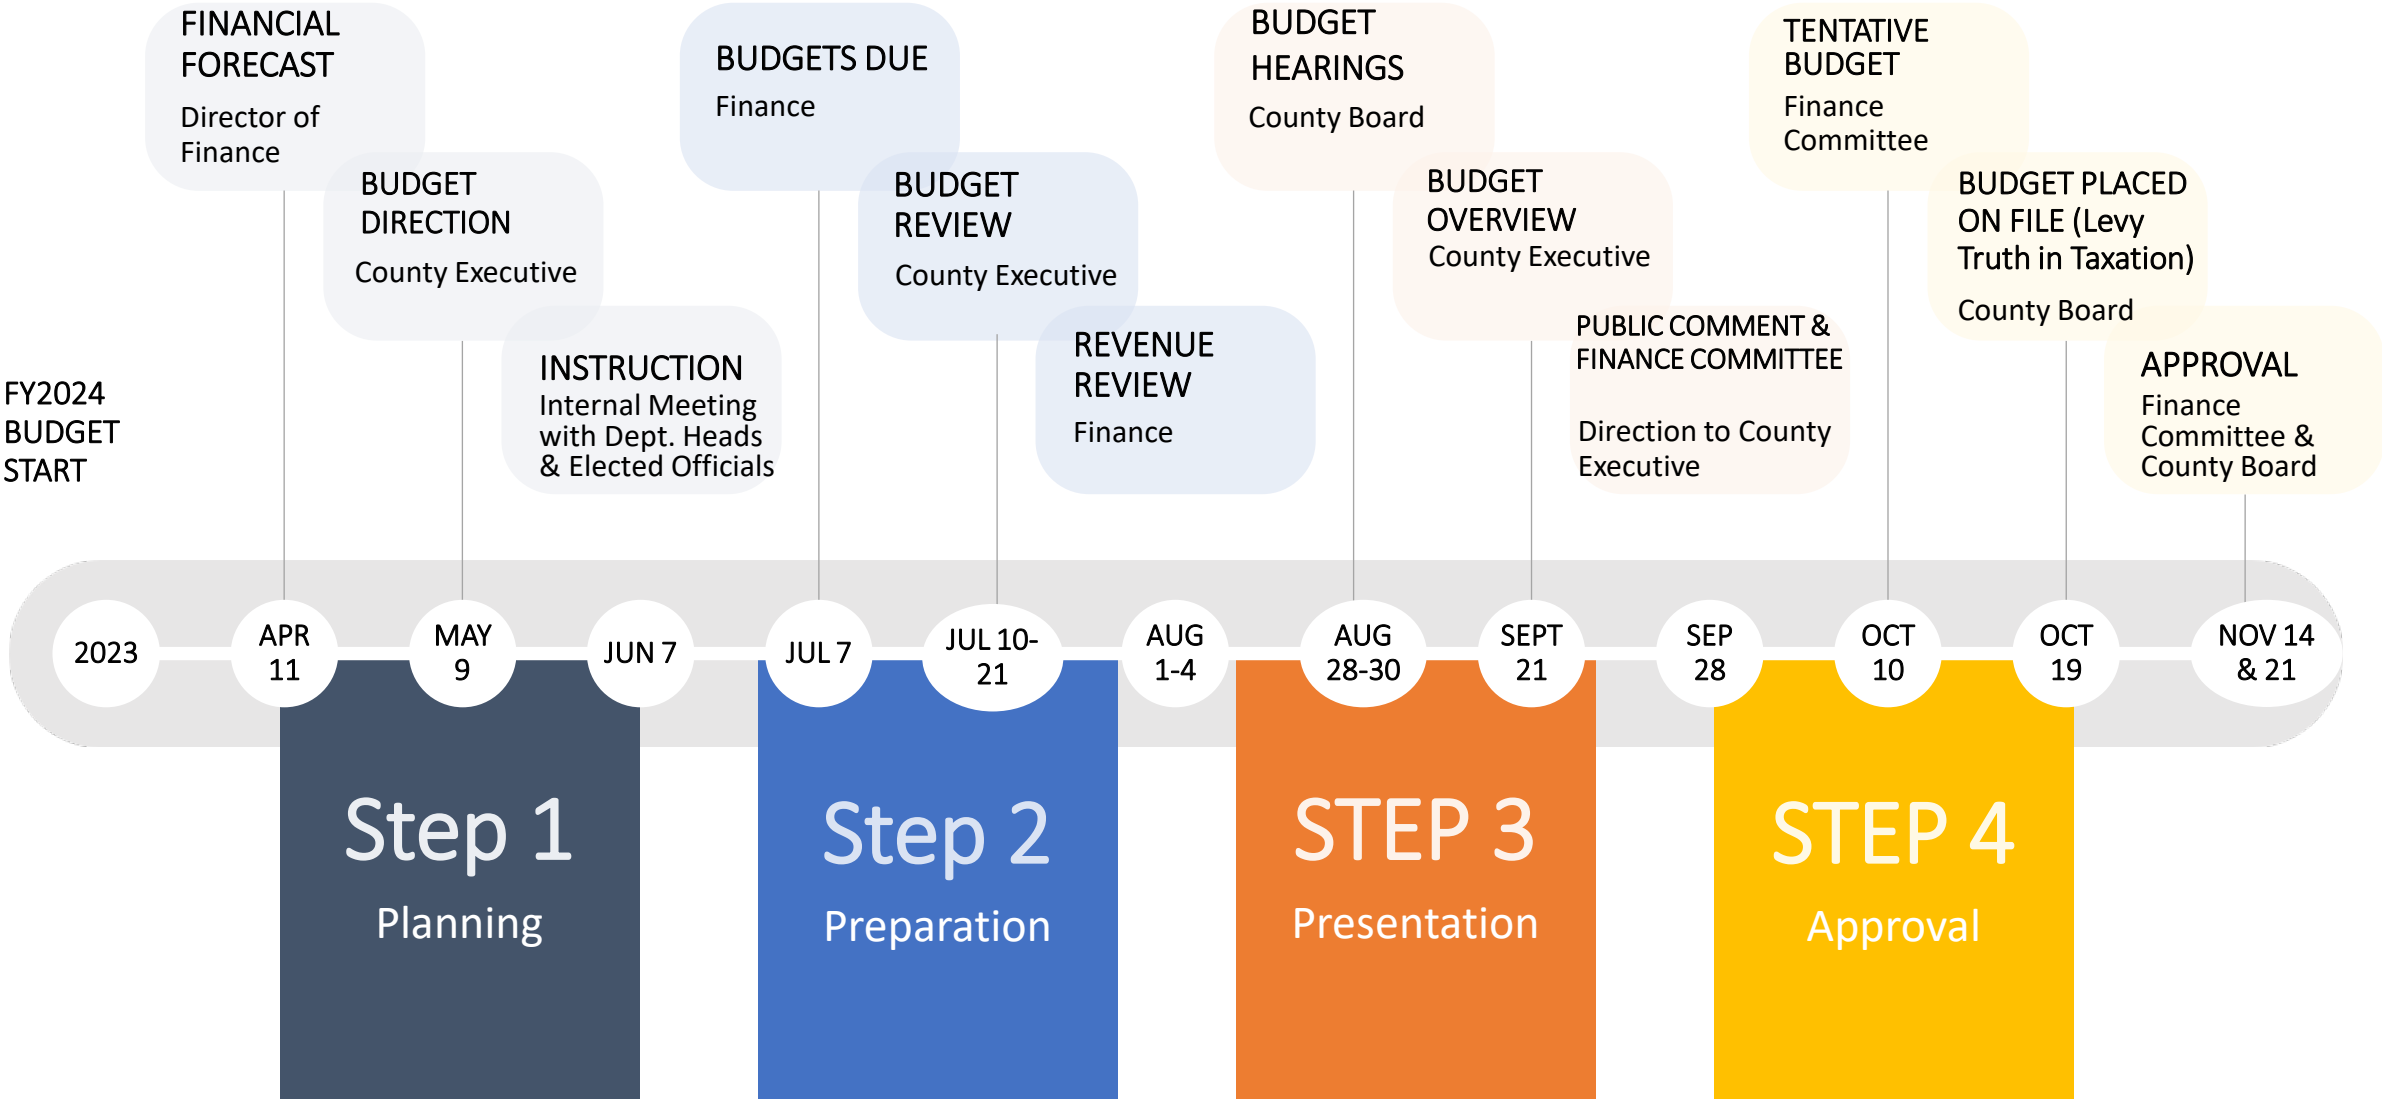 FY2024
BUDGET
START
FINANCIAL
FORECAST
Director of
Finance
BUDGET
DIRECTION
County Executive
INSTRUCTION
Internal Meeting
with Dept. Heads
& Elected Officials
BUDGETS DUE
Finance
BUDGET
REVIEW
County Executive
REVENUE
REVIEW
Finance
BUDGET
HEARINGS
County Board
BUDGET
OVERVIEW
County Executive
PUBLIC COMMENT &
FINANCE COMMITTEE
Direction to County
Executive
TENTATIVE
BUDGET
Finance
Committee
BUDGET PLACED
ON FILE (Levy
Truth in Taxation)
County Board
APPROVAL
Finance
Committee &
County Board
2023
APR
11
MAY
9
JUN 7
JUL 7
JUL 10-
21
AUG
1-4
AUG
28-30
SEPT
21
SEP
28
OCT
10
OCT
19
NOV 14
& 21
Step 1
Planning
Step 2
Preparation
STEP 3
Presentation
STEP 4
Approval